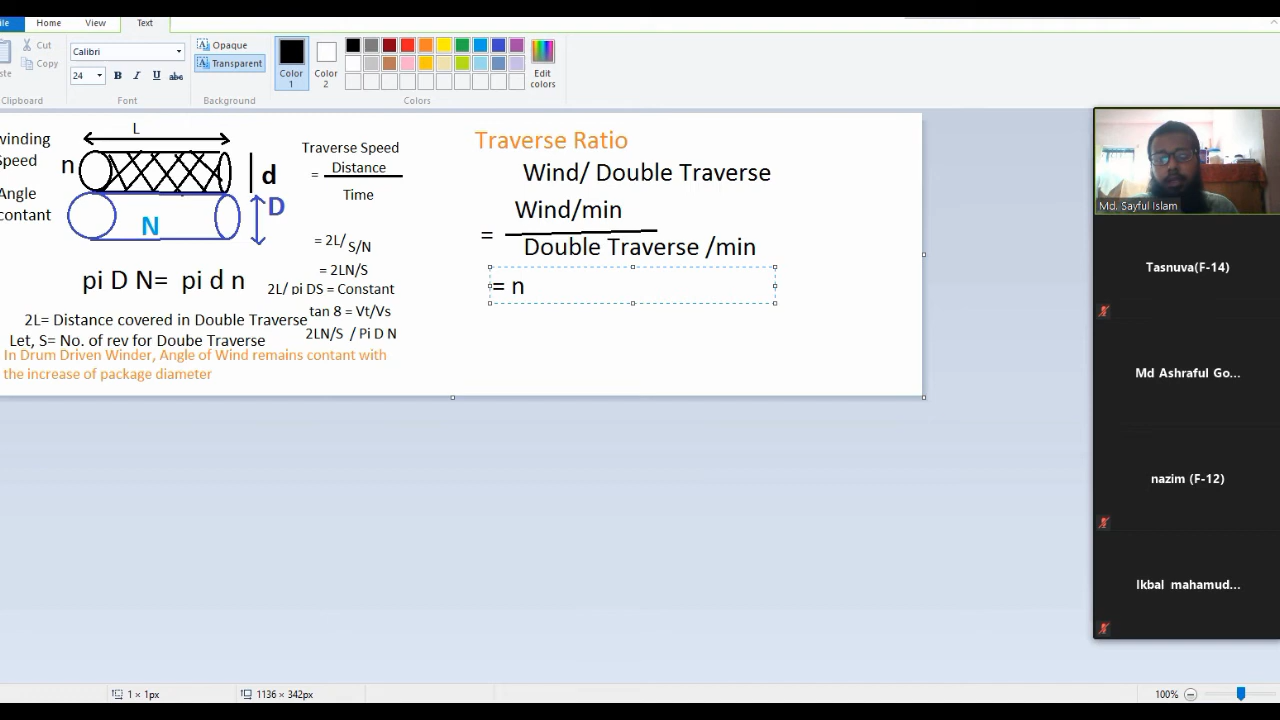 Home View Text
Cut
Copy
Clipboard
Calibri
24 B I U abc
Font
Opaque
Transparent
Background
Color 1
Color 2
Edit colors
Colors
winding
Speed
Angle
contant
L
n
d
D
N
pi D N= pi d n
2L= Distance covered in Double Traverse
Let, S= No. of rev for Doube Traverse
In Drum Driven Winder, Angle of Wind remains contant with
the increase of package diameter
Traverse Speed
= Distance
Time
= 2L/ S/N
= 2LN/S
2L/ pi DS = Constant
tan 8 = Vt/Vs
2LN/S / Pi D N
Traverse Ratio
Wind/ Double Traverse
Wind/min
=
Double Traverse /min
= n
Md. Sayful Islam
Tasnuva(F-14)
Md Ashraful Go...
nazim (F-12)
Ikbal mahamud...
1 × 1px
1136 × 342px
100%